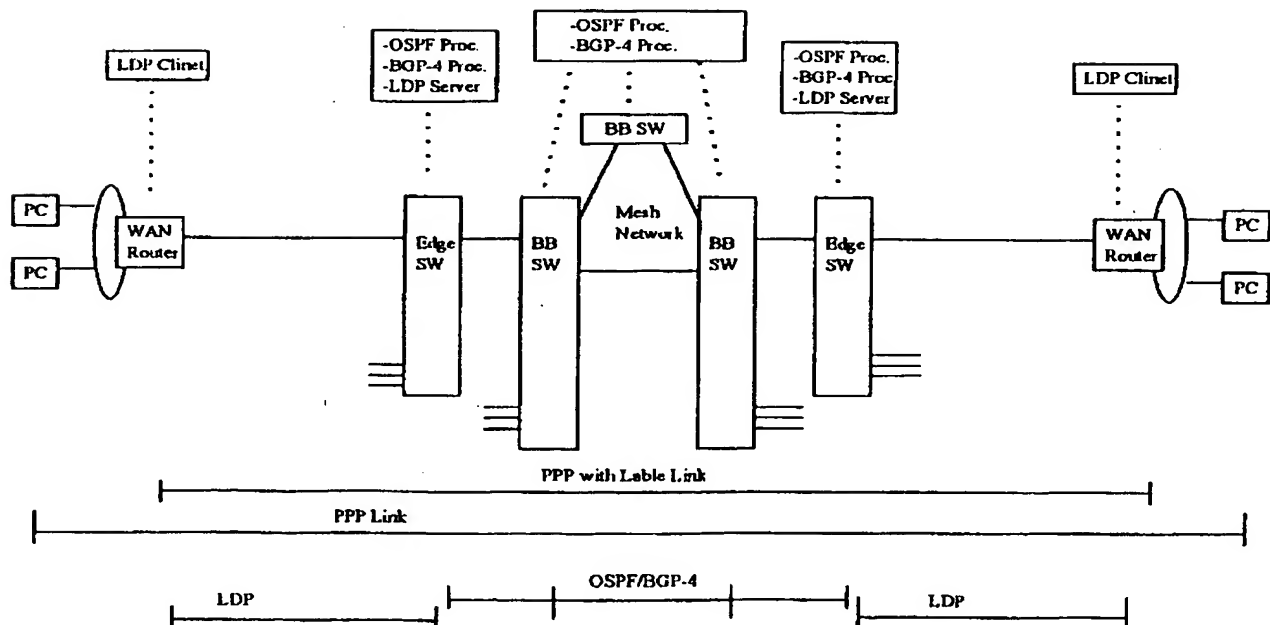 -OSPF Proc.
-BGP-4 Proc.
-OSPF Proc.
-BGP-4 Proc.
-LDP Server
-OSPF Proc.
-BGP-4 Proc.
-LDP Server
LDP Clinet
LDP Clinet
BB SW
PC
PC
WAN
Router
Edge
SW
BB
SW
Mesh
Network
BB
SW
Edge
SW
WAN
Router
PC
PC
PPP with Lable Link
PPP Link
OSPF/BGP-4
LDP
LDP